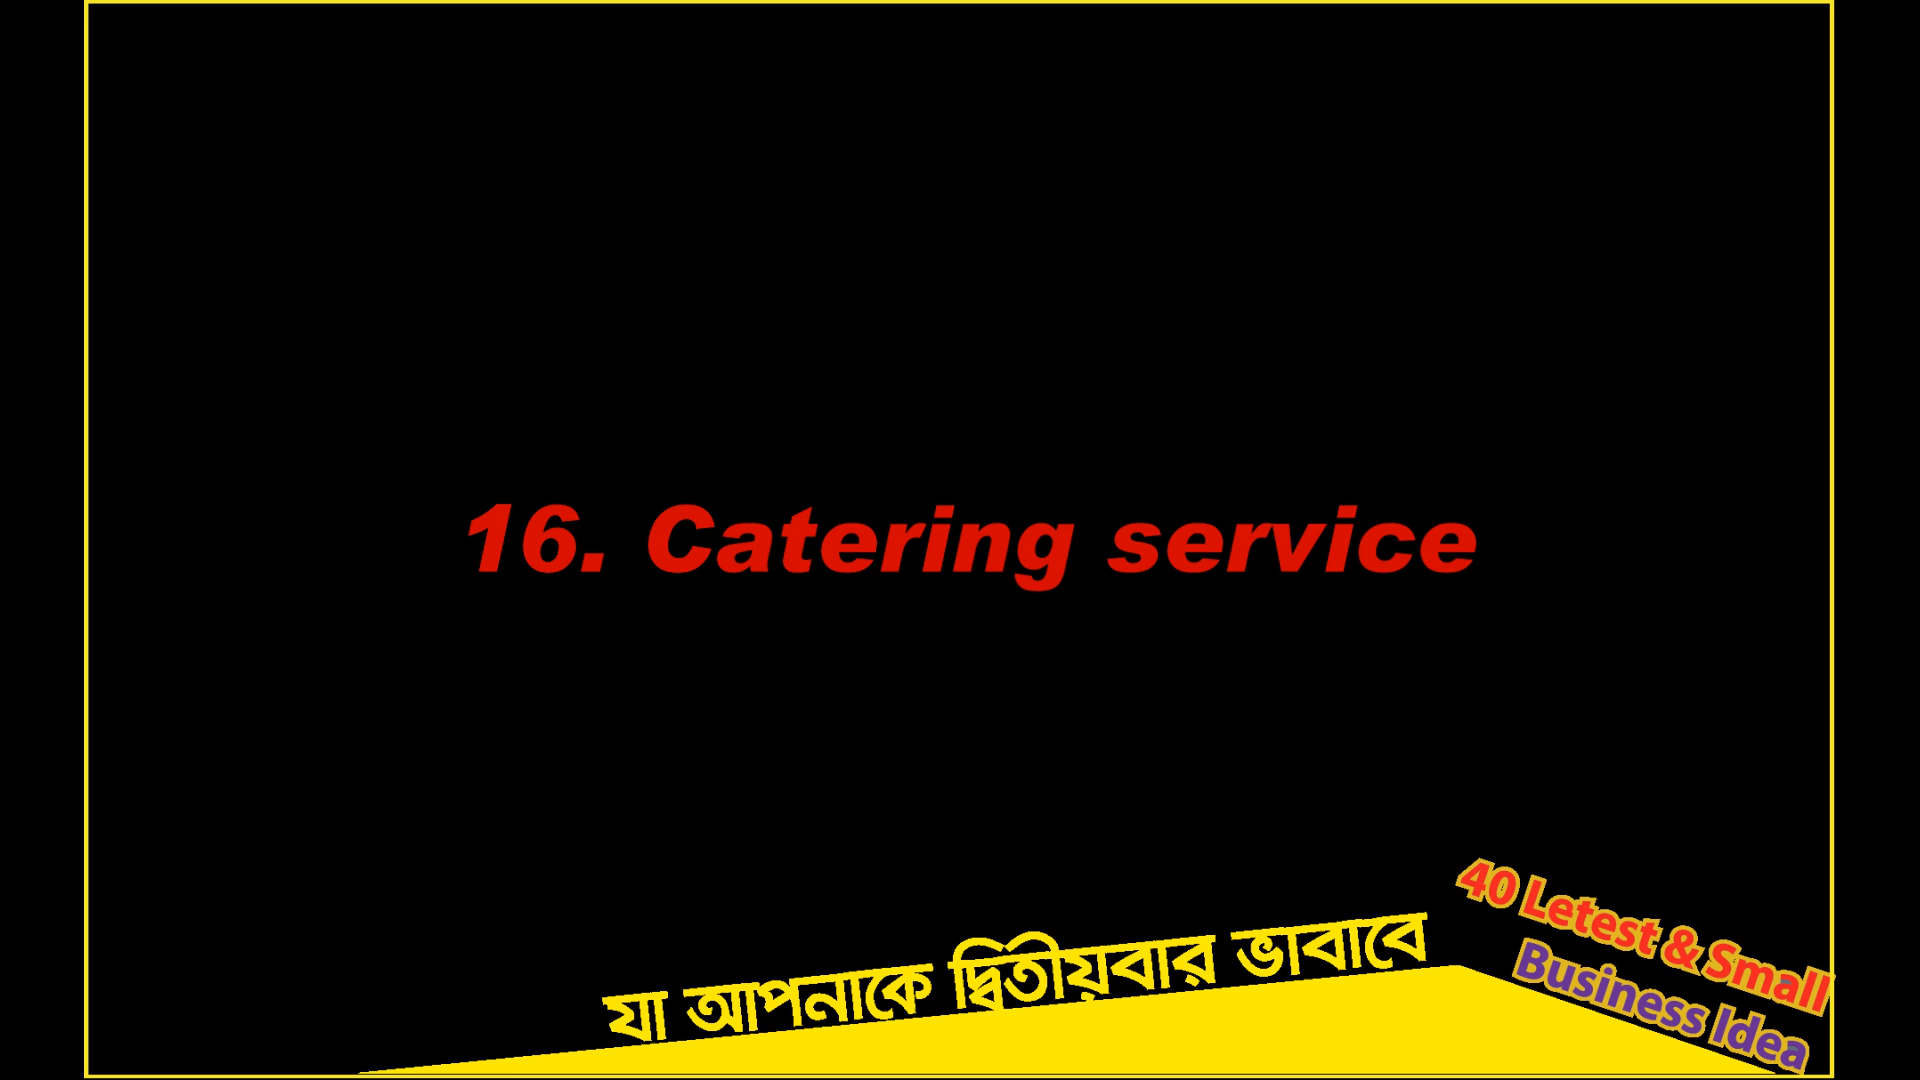 16. Catering service
যা আপনাকে দ্বিতীয়বার ভাবাবে
40 Letest & Small
Business Idea